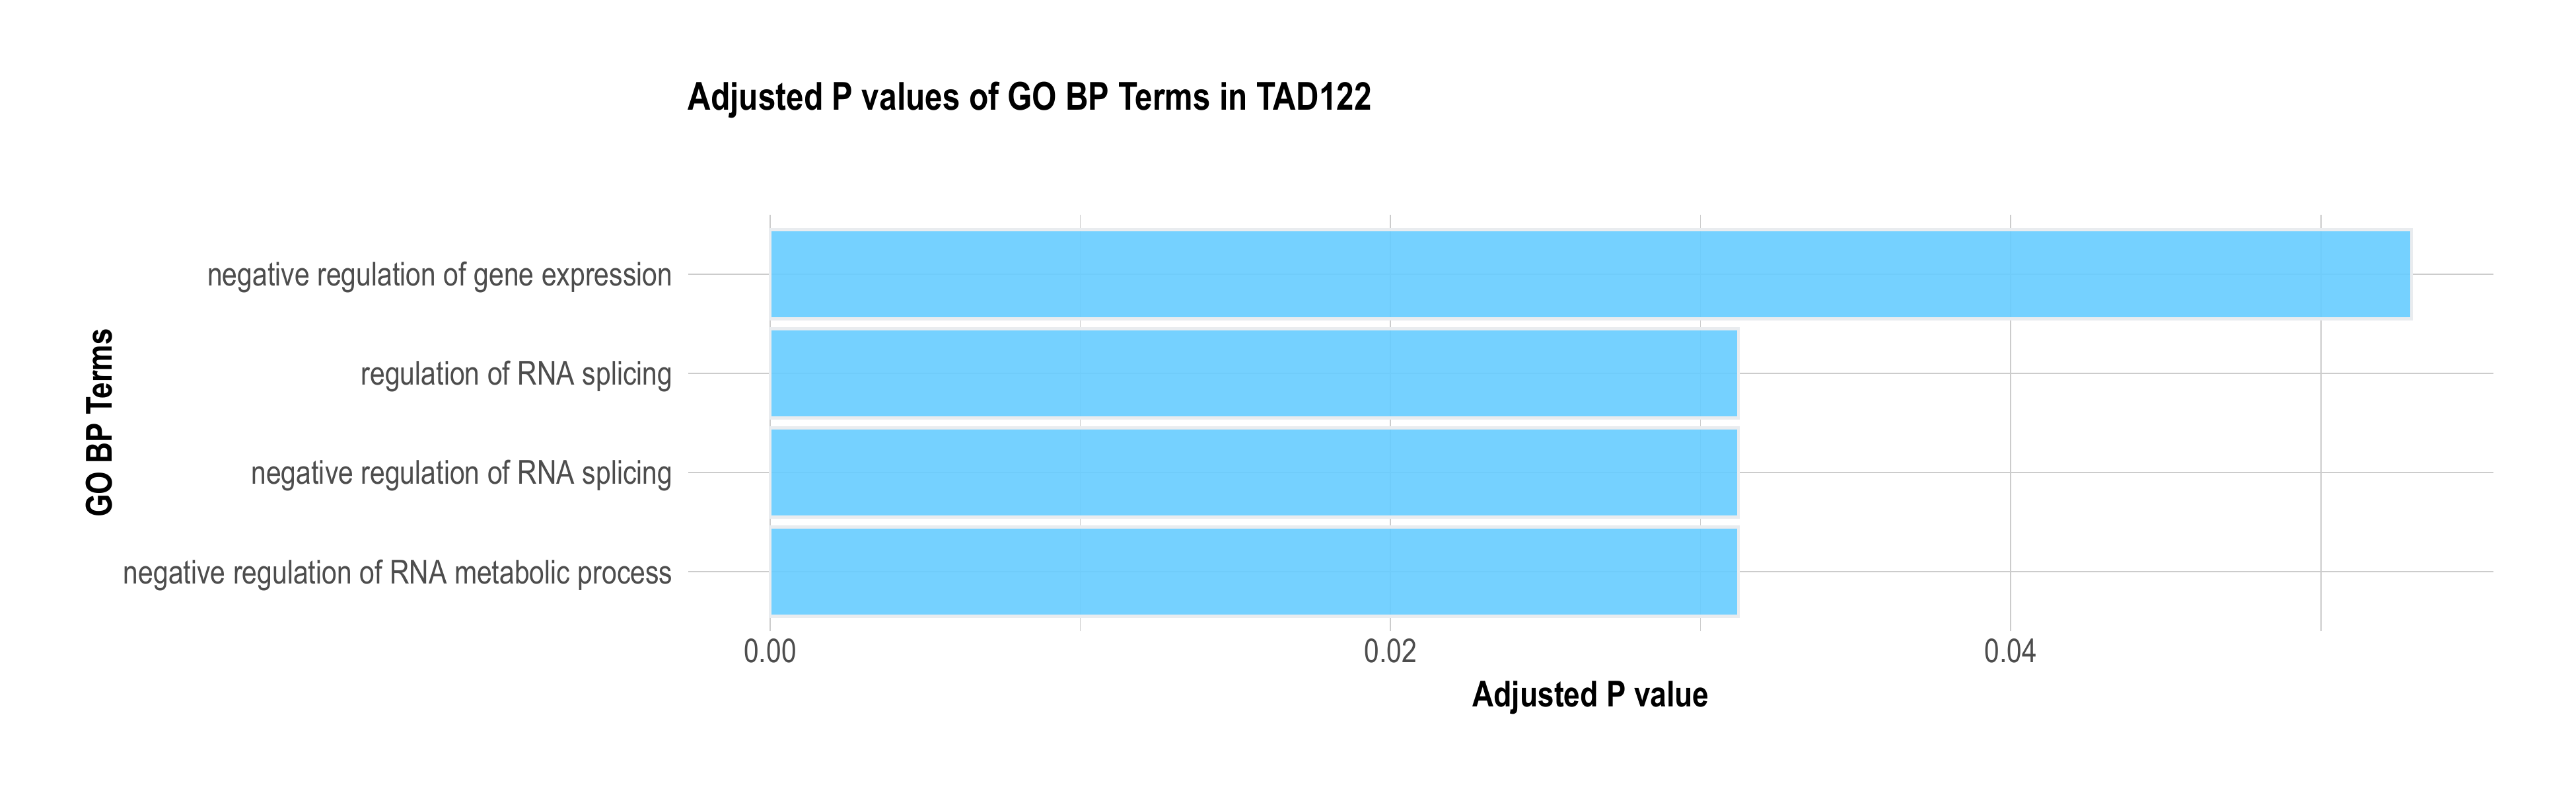 Adjusted P values of GO BP Terms in TAD122
GO BP Terms
negative regulation of gene expression
regulation of RNA splicing
negative regulation of RNA splicing
negative regulation of RNA metabolic process
0.00 0.02 0.04
Adjusted P value